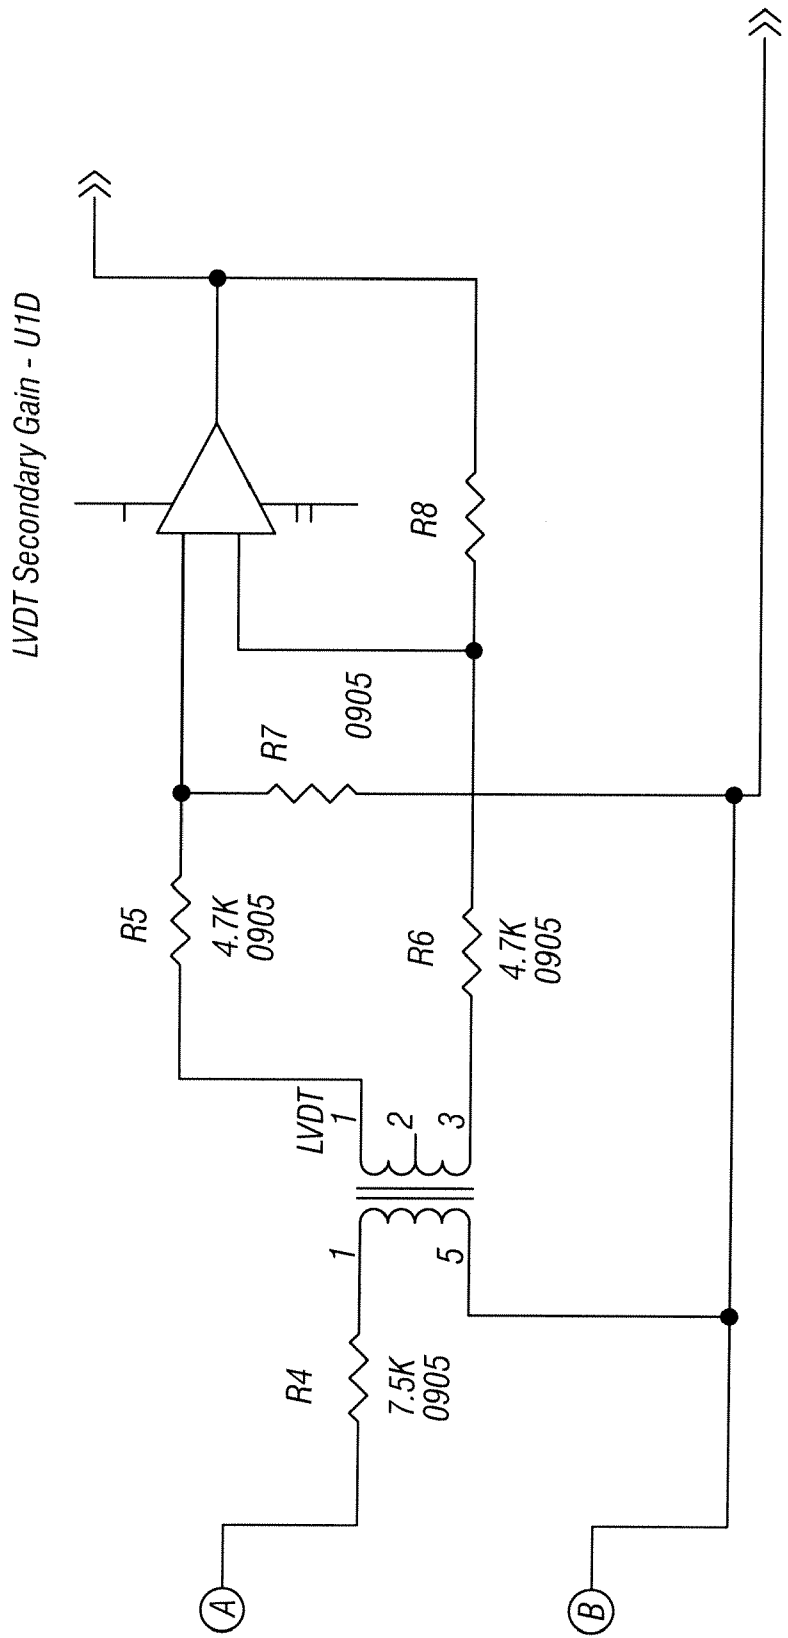 LVDT Secondary Gain - U1D
A
R4
7.5K
0905
1
5
LVDT
1
2
3
R5
4.7K
0905
R6
4.7K
0905
R7
0905
R8
B